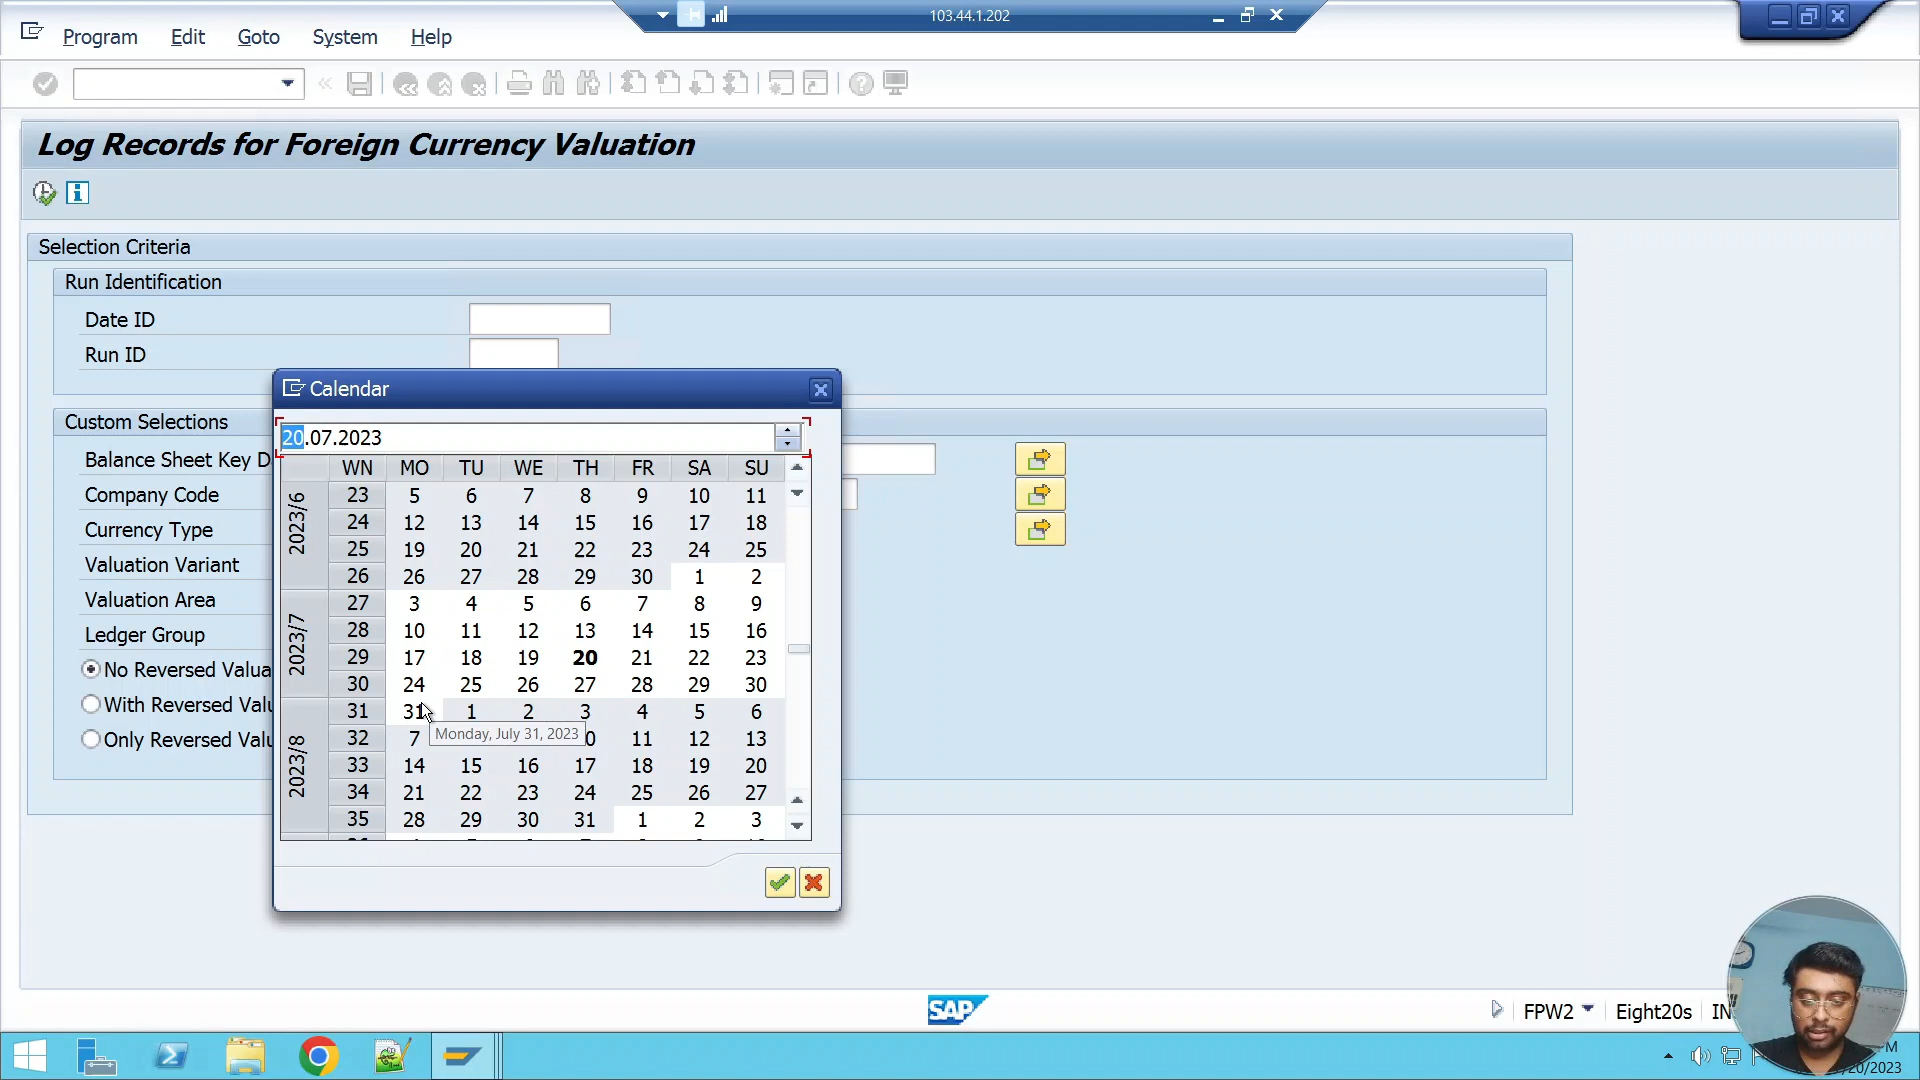 103.44.1.202
Program Edit Goto System Help
Log Records for Foreign Currency Valuation
Selection Criteria
Run Identification
Date ID
Run ID
Calendar
Custom Selections
20.07.2023
WN MO TU WE TH FR SA SU
Balance Sheet Key D
Company Code
Currency Type
Valuation Variant
Valuation Area
Ledger Group
No Reversed Valua
With Reversed Valu
Only Reversed Valu
2023/6
23 5 6 7 8 9 10 11
24 12 13 14 15 16 17 18
25 19 20 21 22 23 24 25
26 26 27 28 29 30 1 2
2023/7
27 3 4 5 6 7 8 9
28 10 11 12 13 14 15 16
29 17 18 19 20 21 22 23
30 24 25 26 27 28 29 30
2023/8
31 31 1 2 3 4 5 6
32 7 0 11 12 13
Monday, July 31, 2023
33 14 15 16 17 18 19 20
34 21 22 23 24 25 26 27
35 28 29 30 31 1 2 3
SAP
FPW2 Eight20s IN
M
/20/2023